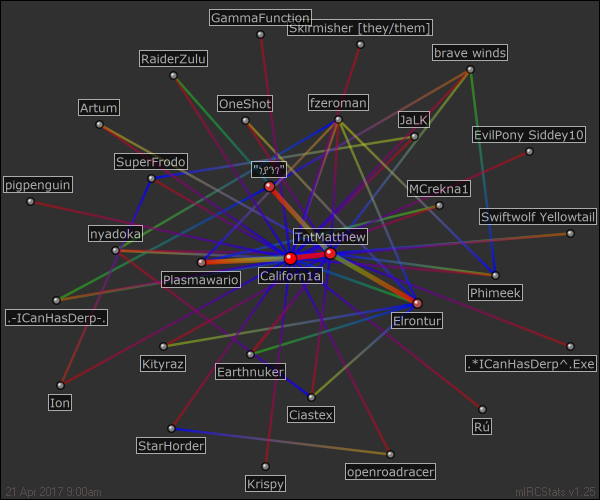 GammaFunction
Skirmisher [they/them]
brave winds
RaiderZulu
OneShot
fzeroman
Artum
JaLK
EvilPony Siddey10
SuperFrodo
pigpenguin
MCrekna1
Swiftwolf Yellowtail
nyadoka
TntMatthew
Plasmawario
Californ1a
Phimeek
.-ICanHasDerp-.
Elrontur
Kityraz
Earthnuker
.*ICanHasDerp^.Exe
Ion
Ciastex
Rú
StarHorder
openroadracer
Krispy
21 Apr 2017 9:00am
mIRCStats v1.25